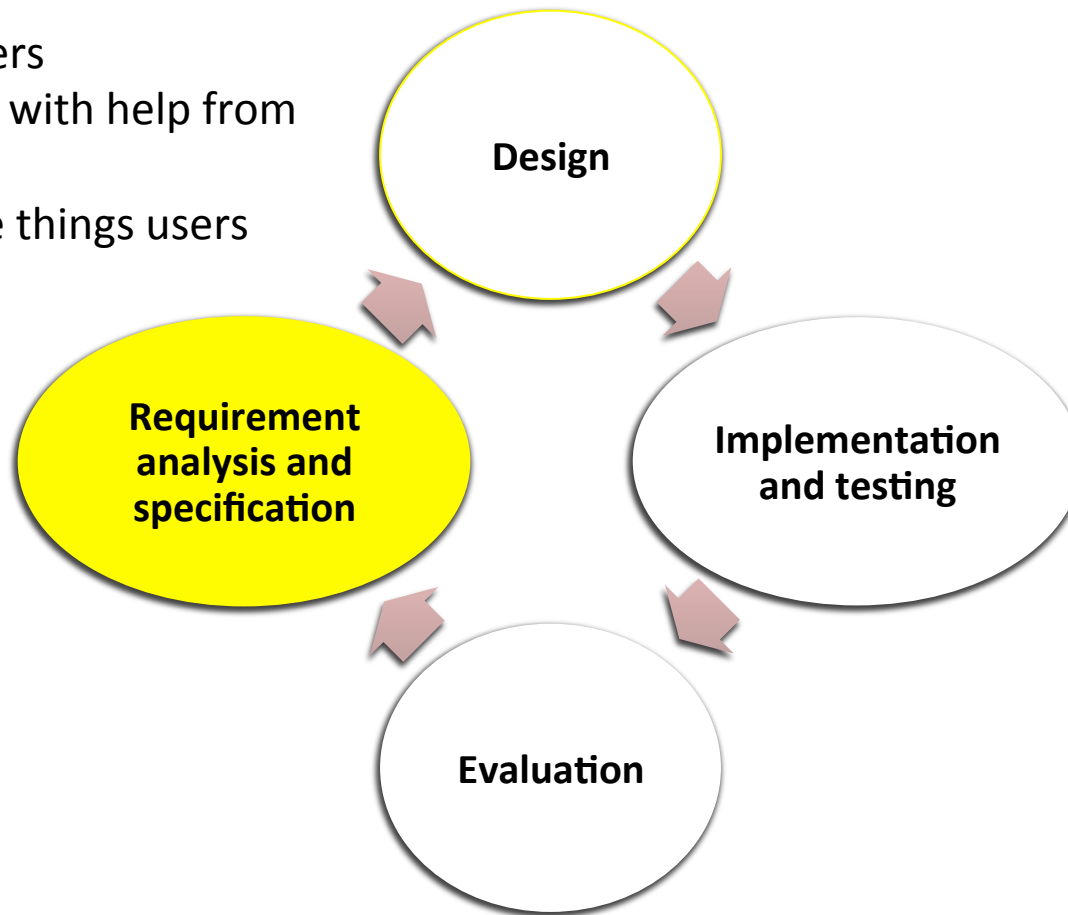 ers
with help from
e things users
Design
Requirement
analysis and
specification
Implementation
and testing
Evaluation